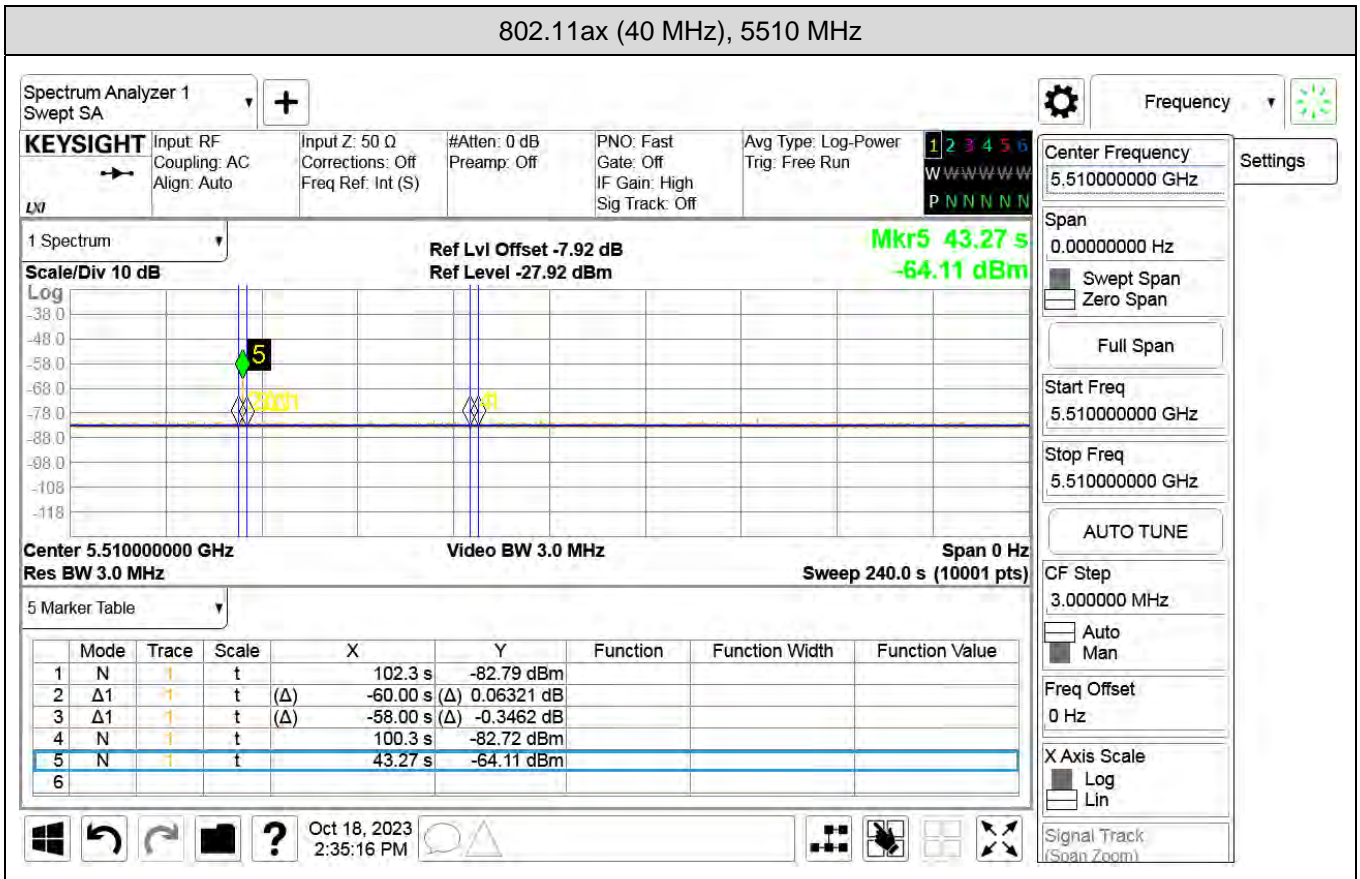 802.11ax (40 MHz), 5510 MHz
Spectrum Analyzer 1
Swept SA
Frequency
KEYSIGHT
LXI
Input: RF
Coupling: AC
Align: Auto
Input Z: 50 Ω
Corrections: Off
Freq Ref: Int (S)
#Atten: 0 dB
Preamp: Off
PNO: Fast
Gate: Off
IF Gain: High
Sig Track: Off
Avg Type: Log-Power
Trig: Free Run
1 2 3 4 5 6
W W W W W W
P N N N N N
Settings
1 Spectrum
Scale/Div 10 dB
Ref Lvl Offset -7.92 dB
Ref Level -27.92 dBm
Mkr5 43.27 s
-64.11 dBm
Log
-38.0
-48.0
-58.0
-68.0
-78.0
-88.0
-98.0
-108
-118
5
Center 5.510000000 GHz
Res BW 3.0 MHz
Video BW 3.0 MHz
Span 0 Hz
Sweep 240.0 s (10001 pts)
5 Marker Table
Mode Trace Scale X Y Function Function Width Function Value
1 N 1 t 102.3 s -82.79 dBm
2 Δ1 1 t (Δ) -60.00 s (Δ) 0.06321 dB
3 Δ1 1 t (Δ) -58.00 s (Δ) -0.3462 dB
4 N 1 t 100.3 s -82.72 dBm
5 N 1 t 43.27 s -64.11 dBm
6
Oct 18, 2023
2:35:16 PM
Center Frequency
5.510000000 GHz
Span
0.00000000 Hz
Swept Span
Zero Span
Full Span
Start Freq
5.510000000 GHz
Stop Freq
5.510000000 GHz
AUTO TUNE
CF Step
3.000000 MHz
Auto
Man
Freq Offset
0 Hz
X Axis Scale
Log
Lin
Signal Track
(Span Zoom)